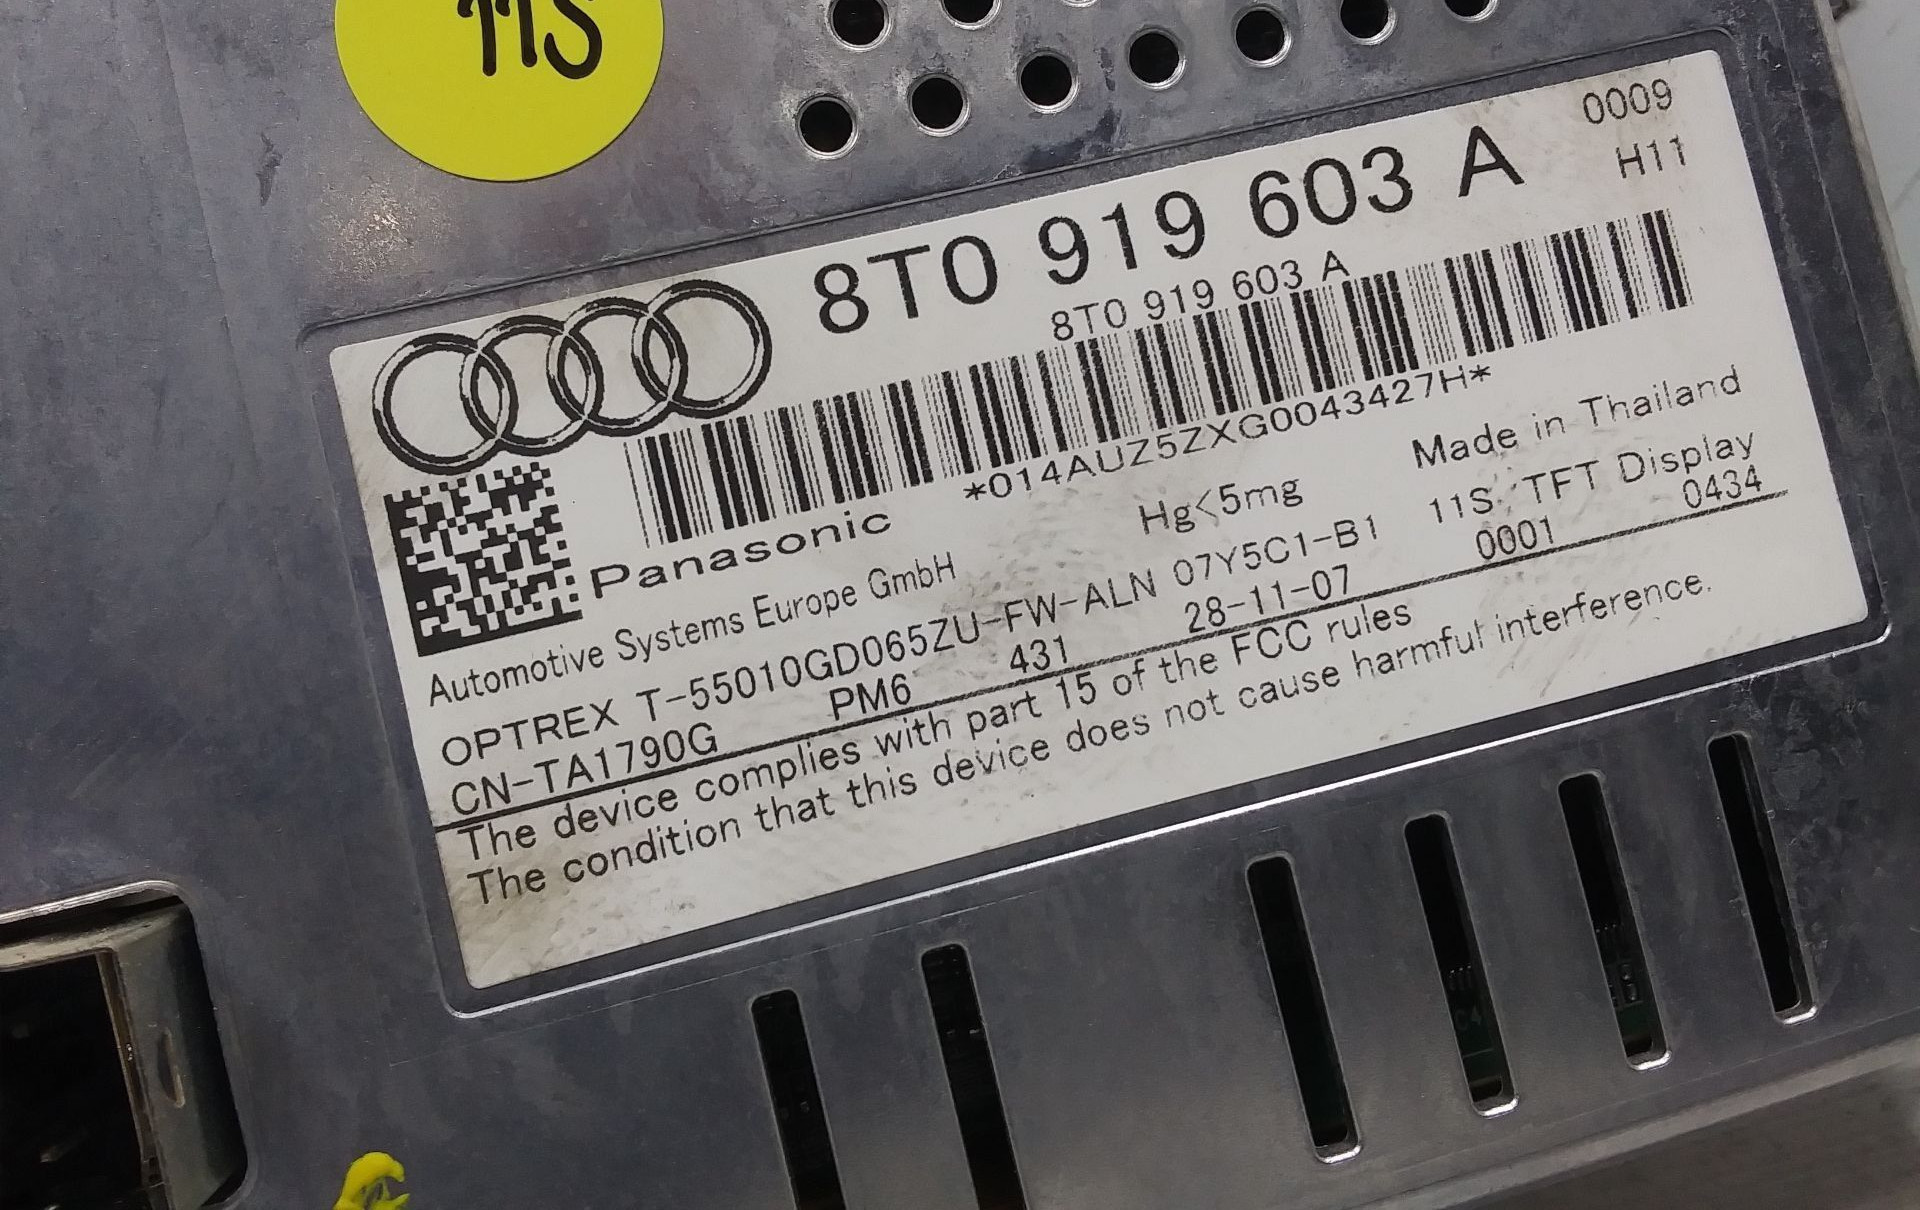 11S
0009
8T0 919 603 A
H11
8T0 919 603 A
*014AUZ5ZXG0043427H*
Panasonic
Hg<5mg
Made in Thailand
Automotive Systems Europe GmbH
11S. TFT Display
OPTREX T-55010GD065ZU-FW-ALN 07Y5C1-B1 0001 0434
CN-TA1790G PM6 431 28-11-07
The device complies with part 15 of the FCC rules
The condition that this device does not cause harmful interference.
C4